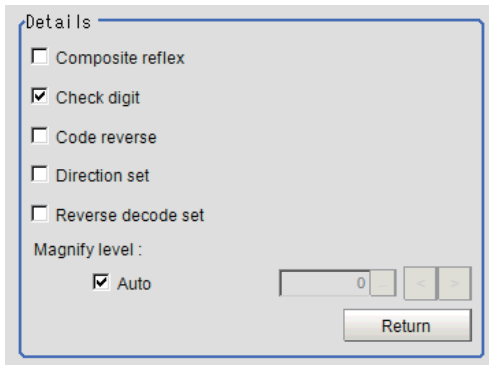 Details
Composite reflex
Check digit
Code reverse
Direction set
Reverse decode set
Magnify level :
Auto 0 ... < >
Return